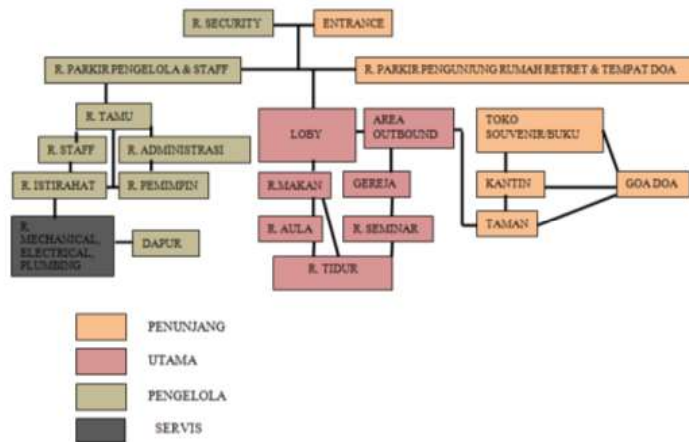 R. SECURITY
ENTRANCE
R. PARKIR PENGELOLA & STAFF
R. PARKIR PENGUNJUNG RUMAH RETRET & TEMPAT DOA
R. TAMU
R. STAFF
R. ADMINISTRASI
R. ISTIRAHAT
R. PEMIMPIN
R.
MECHANICAL,
ELECTRICAL,
PLUMBING
DAPUR
LOBY
AREA
OUTBOUND
R.MAKAN
GEREJA
R. AULA
R. SEMINAR
R. TIDUR
TOKO
SOUVENIR/BUKU
KANTIN
GOA DOA
TAMAN
PENUNJANG
UTAMA
PENGELOLA
SERVIS